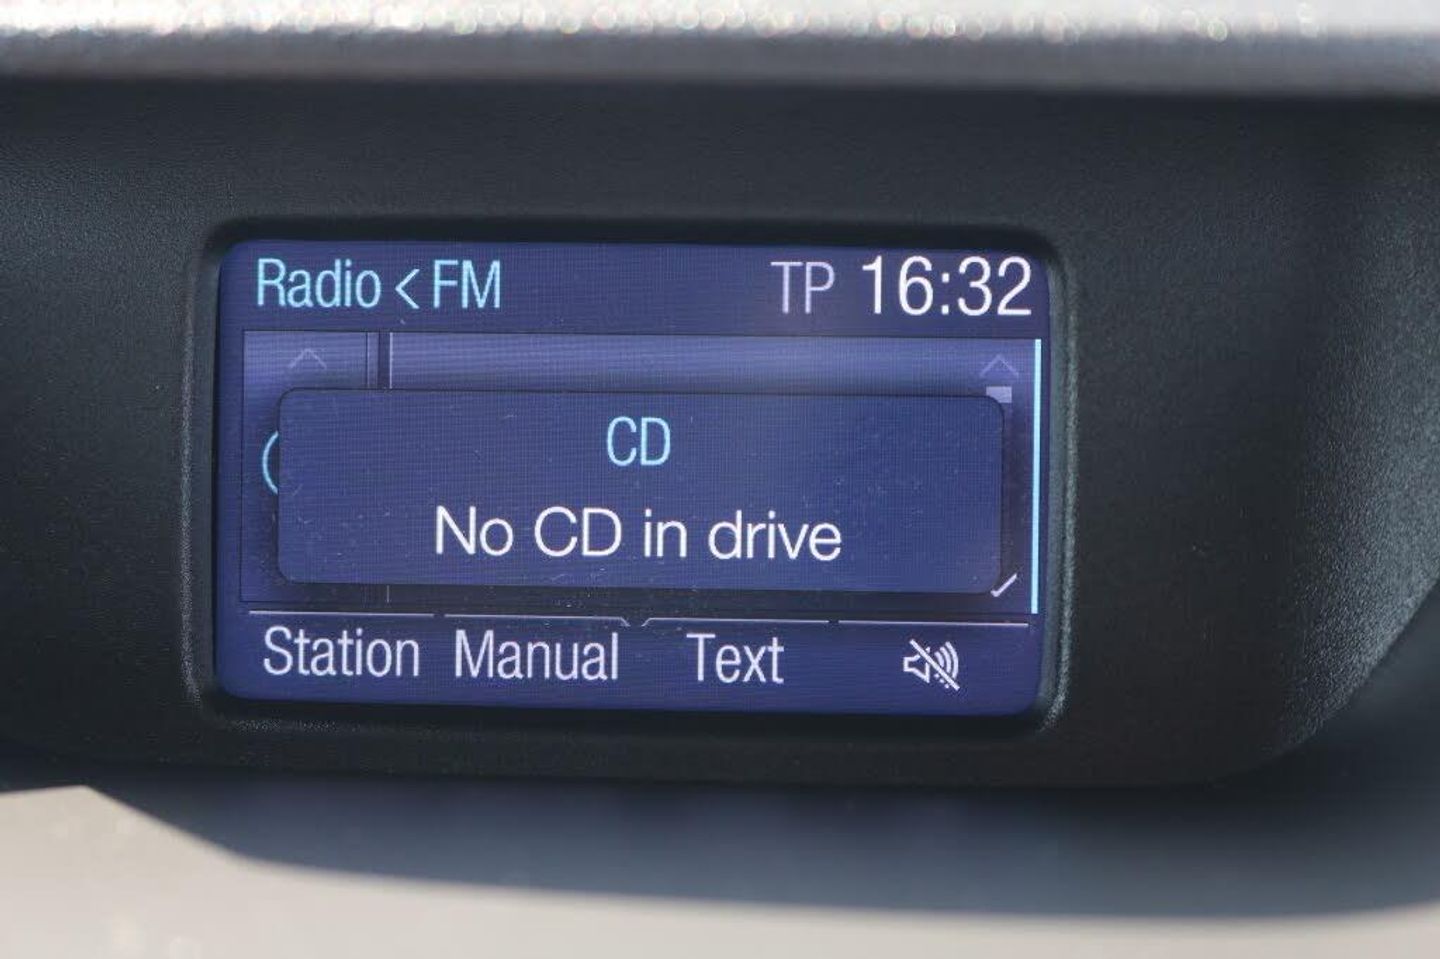 Radio < FM TP 16:32
CD
No CD in drive
Station Manual Text